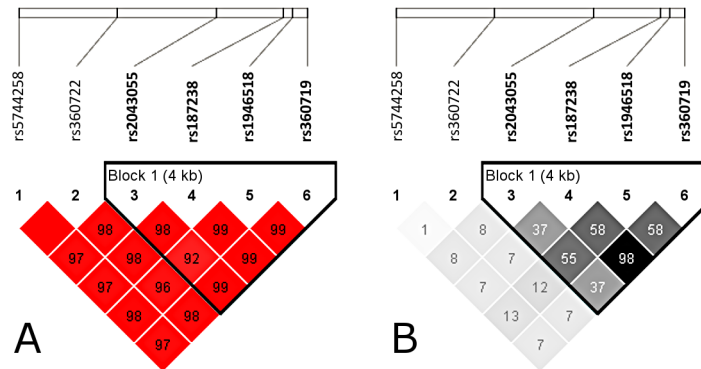 rs5744258
rs360722
rs2043055
rs187238
rs1946518
rs360719
Block 1 (4 kb)
1 2 3 4 5 6
98 98 99 99
97 98 92 99
97 96 99
98 98
97
A
rs5744258
rs360722
rs2043055
rs187238
rs1946518
rs360719
Block 1 (4 kb)
1 2 3 4 5 6
1 8 37 58 58
8 7 55 98
7 12 37
13 7
7
B